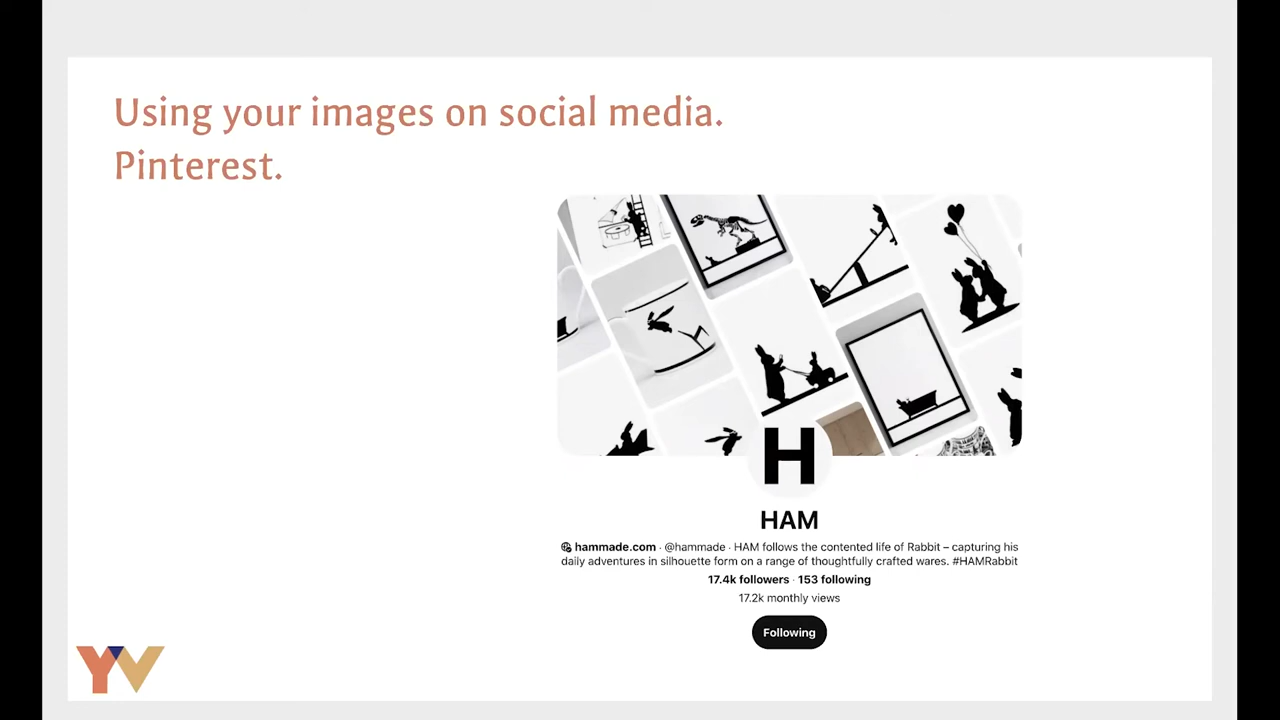 Using your images on social media.
Pinterest.
H
HAM
hammade.com · @hammade · HAM follows the contented life of Rabbit – capturing his
daily adventures in silhouette form on a range of thoughtfully crafted wares. #HAMRabbit
17.4k followers · 153 following
17.2k monthly views
Following
YV